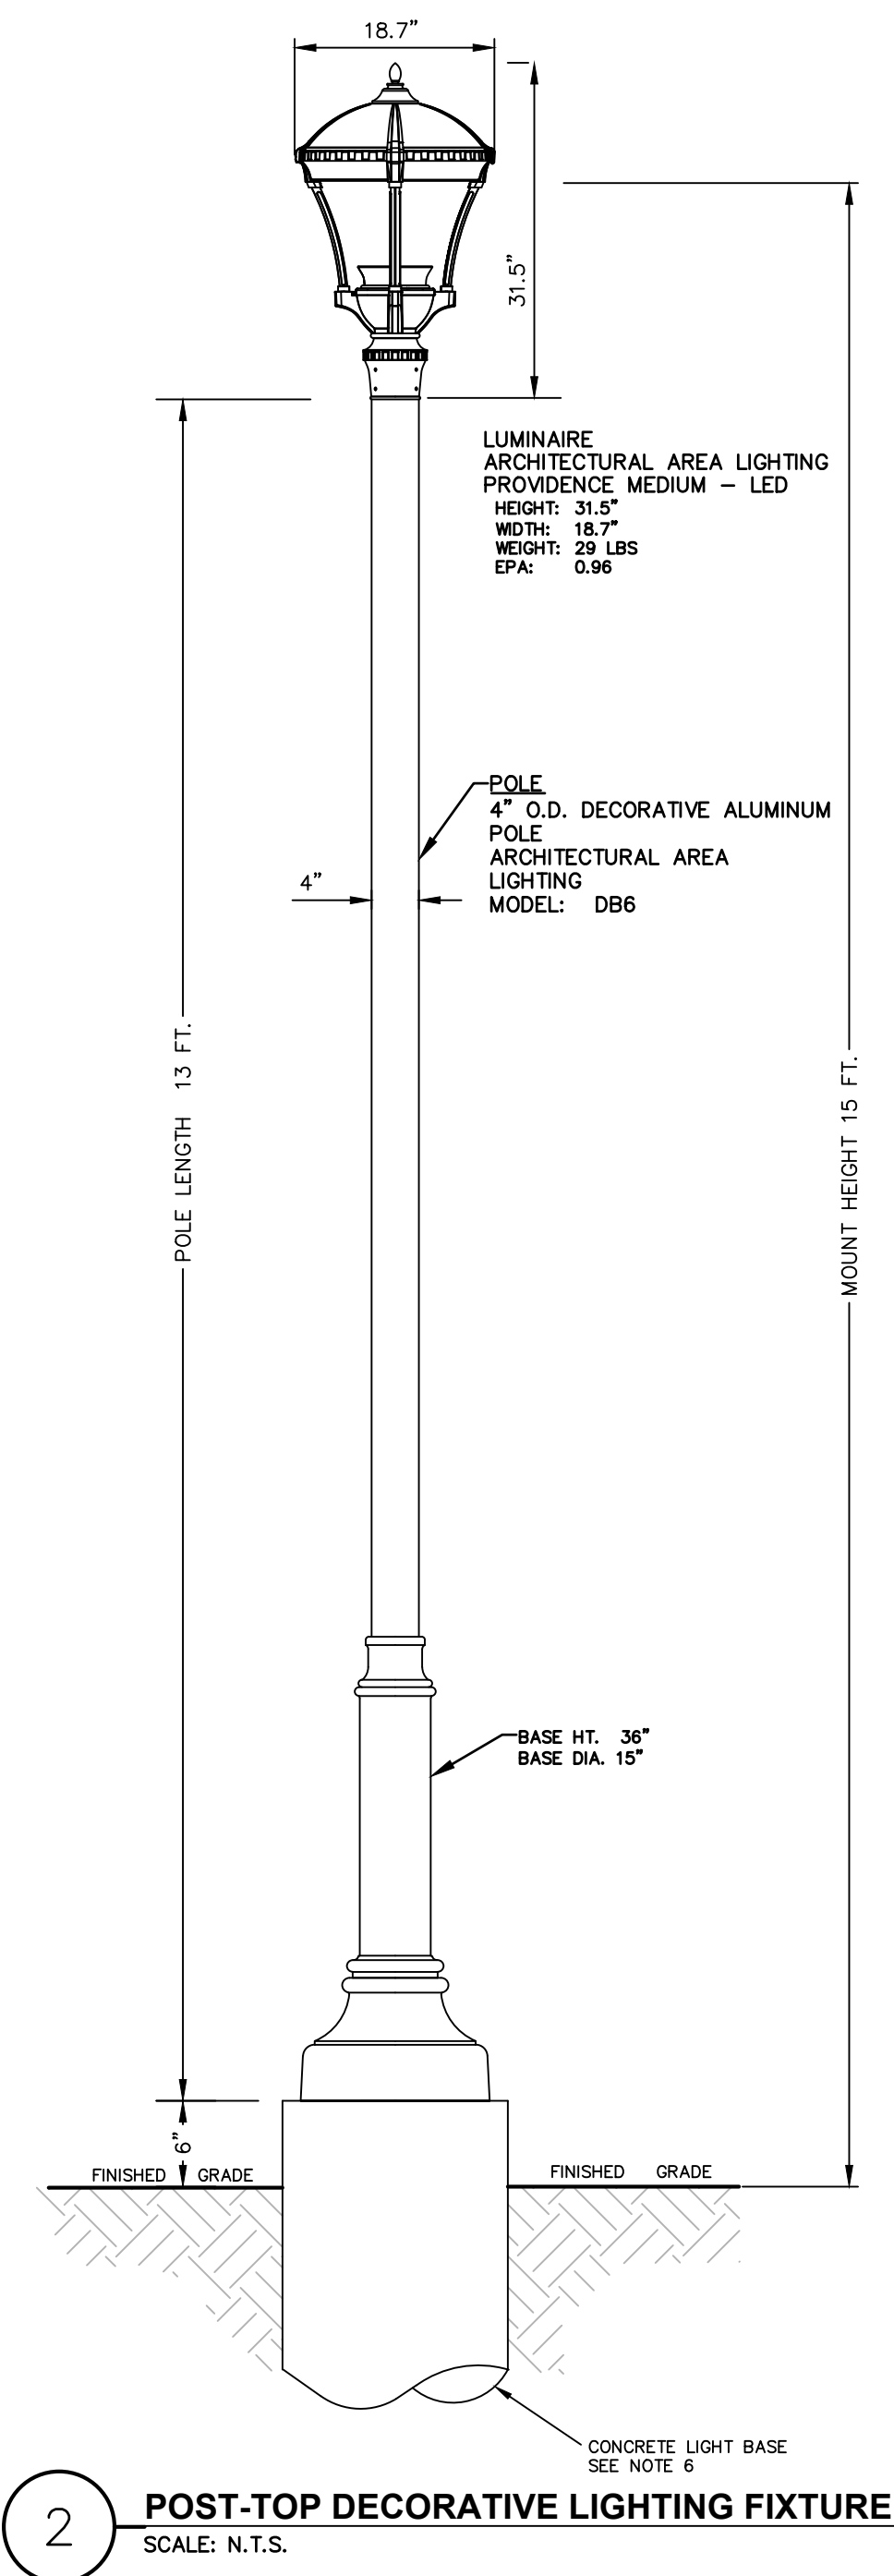 18.7"
31.5"
LUMINAIRE
ARCHITECTURAL AREA LIGHTING
PROVIDENCE MEDIUM – LED
HEIGHT: 31.5"
WIDTH: 18.7"
WEIGHT: 29 LBS
EPA: 0.96
POLE
4" O.D. DECORATIVE ALUMINUM
POLE
ARCHITECTURAL AREA
LIGHTING
MODEL: DB6
4"
POLE LENGTH 13 FT.
MOUNT HEIGHT 15 FT.
BASE HT. 36"
BASE DIA. 15"
6"
FINISHED GRADE
FINISHED GRADE
CONCRETE LIGHT BASE
SEE NOTE 6
2
POST-TOP DECORATIVE LIGHTING FIXTURE
SCALE: N.T.S.